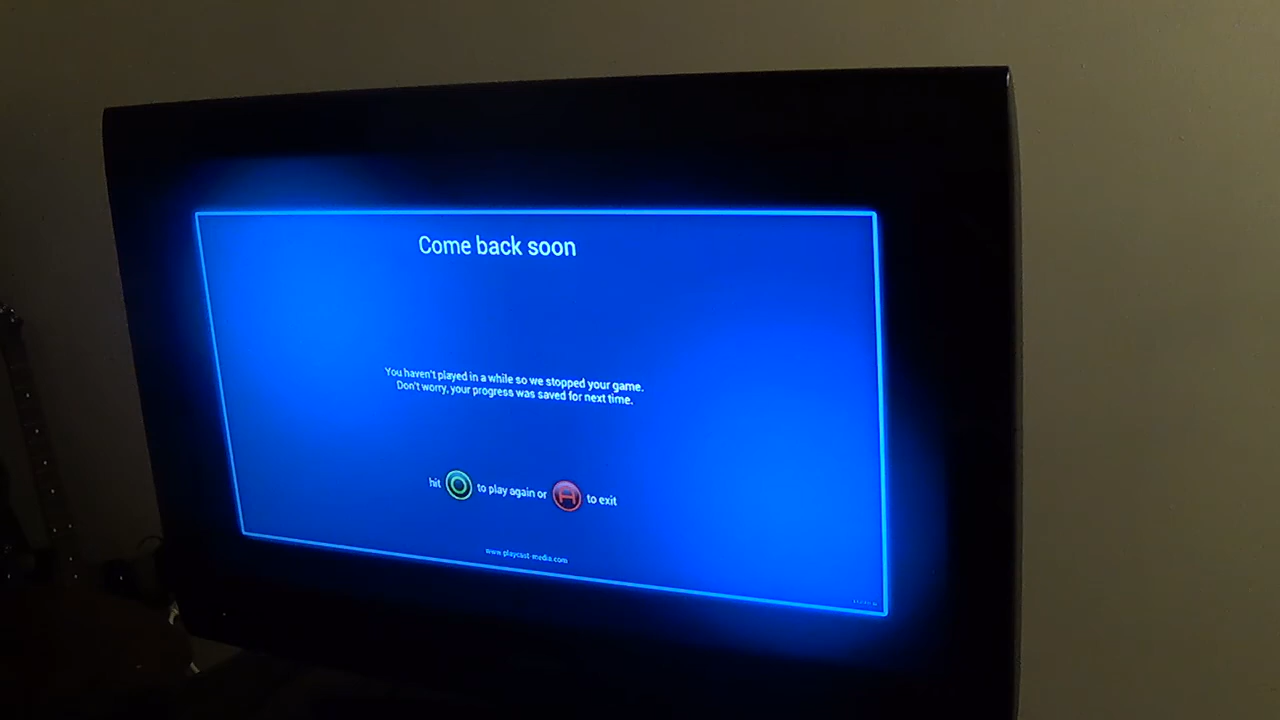 Come back soon
You haven't played in a while so we stopped your game.
Don't worry, your progress was saved for next time.
hit O to play again or A to exit
www.playcast-media.com